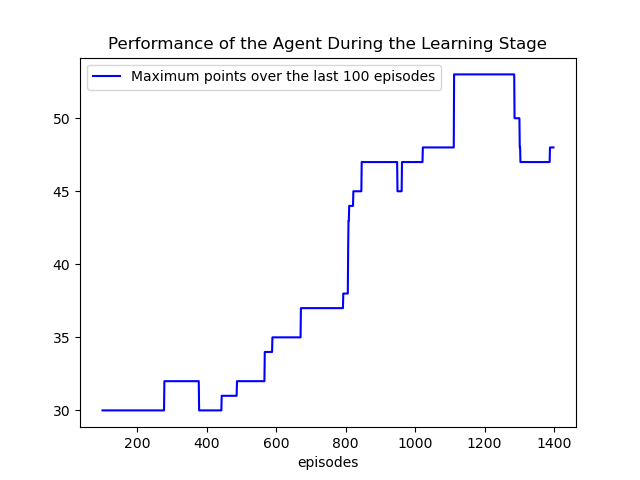 Performance of the Agent During the Learning Stage
Maximum points over the last 100 episodes
50
45
40
35
30
200 400 600 800 1000 1200 1400
episodes